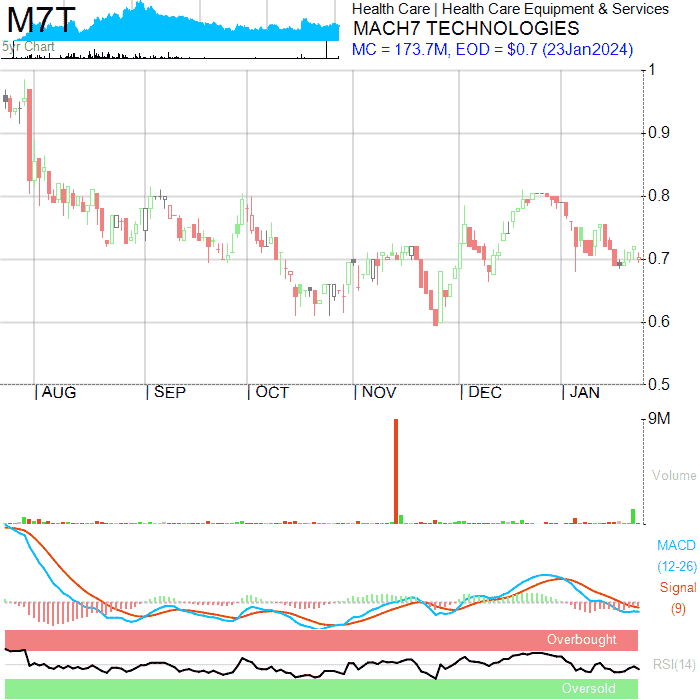 M7T
5yr Chart
Health Care | Health Care Equipment & Services
MACH7 TECHNOLOGIES
MC = 173.7M, EOD = $0.7 (23Jan2024)
1
0.9
0.8
0.7
0.6
0.5
|AUG |SEP |OCT |NOV |DEC |JAN
9M
Volume
MACD
(12-26)
Signal
(9)
Overbought
RSI(14)
Oversold